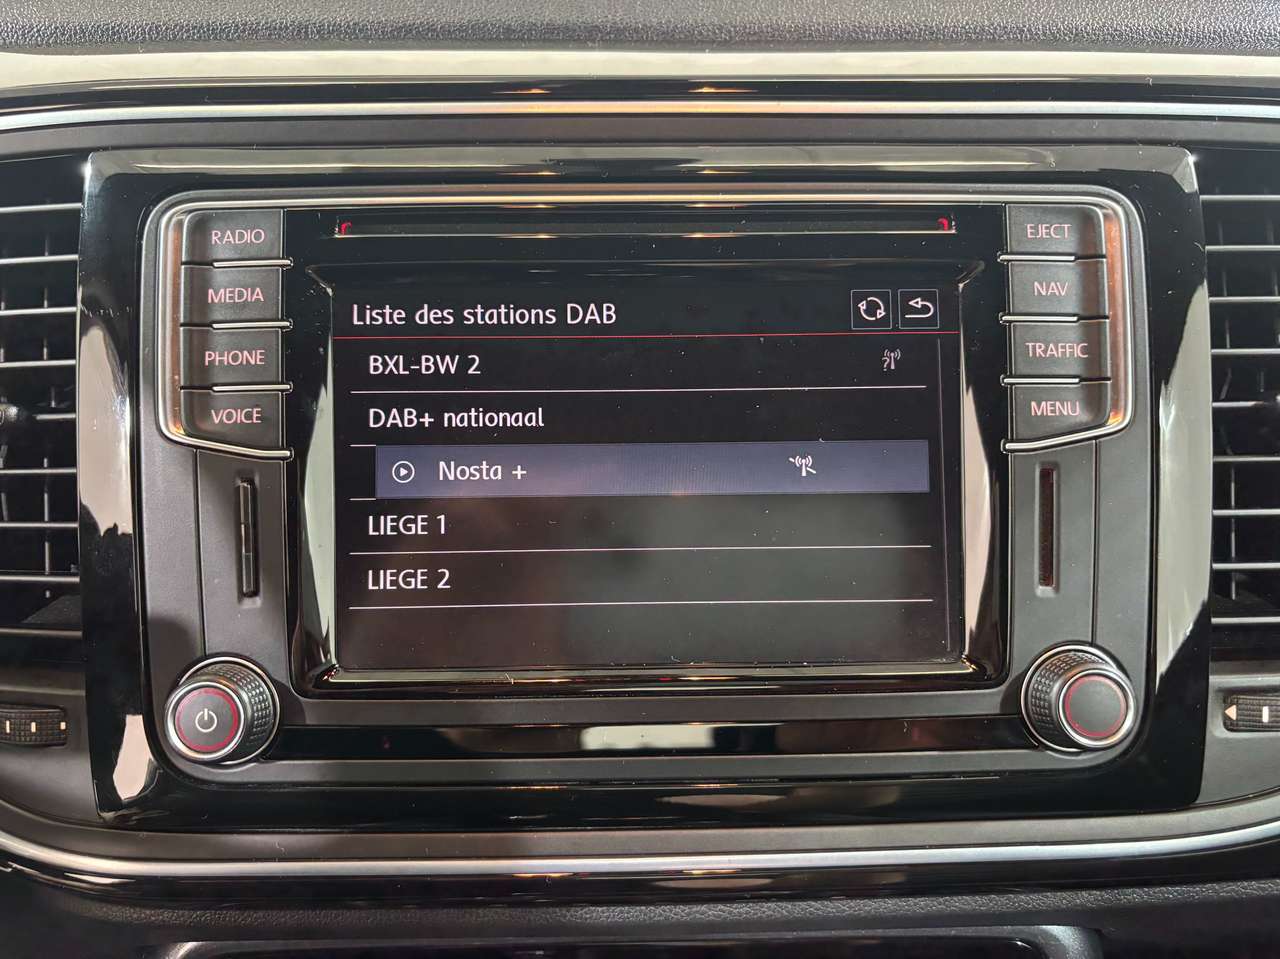 RADIO
MEDIA
PHONE
VOICE
Liste des stations DAB
BXL-BW 2
DAB+ nationaal
Nosta +
LIEGE 1
LIEGE 2
EJECT
NAV
TRAFFIC
MENU